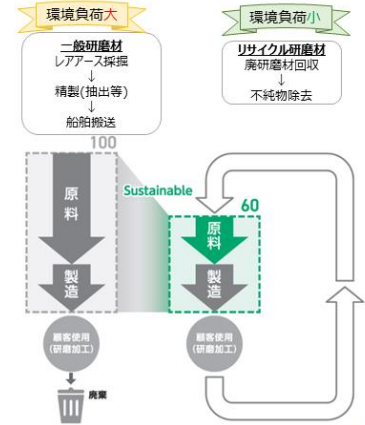 環境負荷大
一般研磨材
レアアース採掘
↓
精製(抽出等)
↓
船舶搬送
環境負荷小
リサイクル研磨材
廃研磨材回収
↓
不純物除去
100
原料
製造
顧客使用
(研磨加工)
廃棄
Sustainable
60
原料
製造
顧客使用
(研磨加工)